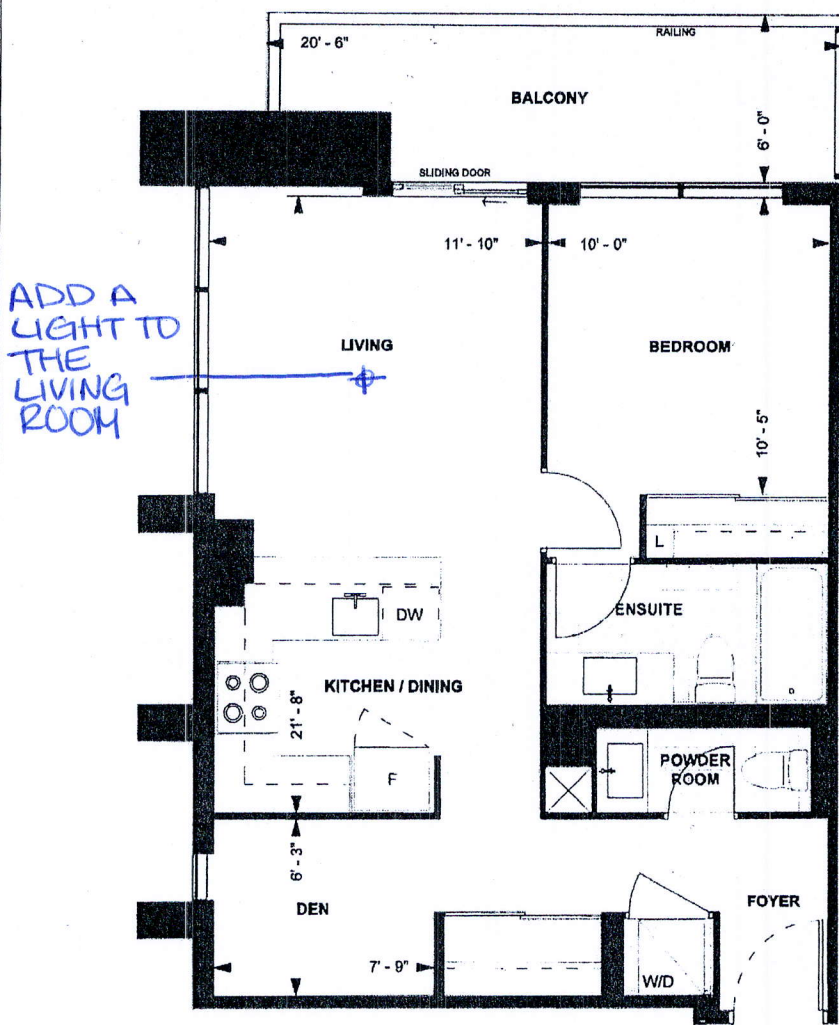 20' - 6"
RAILING
BALCONY
6' - 0"
SLIDING DOOR
11' - 10"
10' - 0"
ADD A
LIGHT TO
THE
LIVING
ROOM
LIVING
BEDROOM
10' - 5"
L
DW
ENSUITE
KITCHEN / DINING
21' - 8"
F
POWDER
ROOM
6' - 3"
DEN
FOYER
7' - 9"
W/D